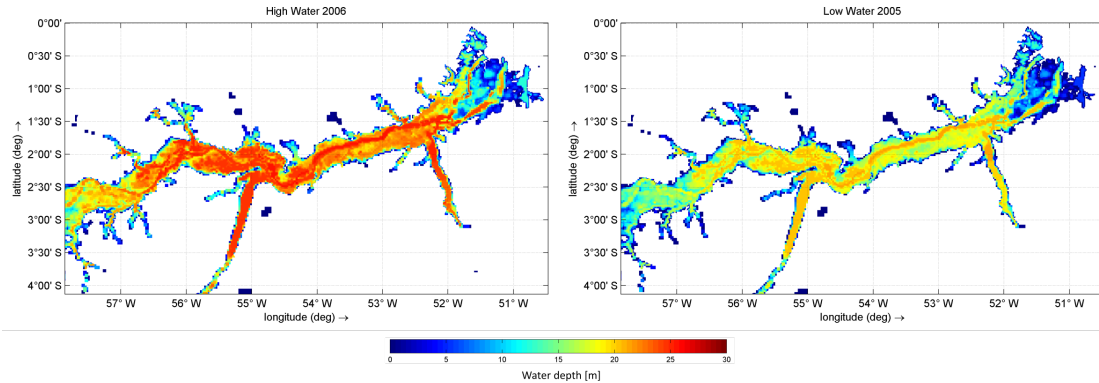 High Water 2006
0°00'
0°30' S
1°00' S
1°30' S
2°00' S
2°30' S
3°00' S
3°30' S
4°00' S
latitude (deg) →
57° W 56° W 55° W 54° W 53° W 52° W 51° W
longitude (deg) →
Low Water 2005
0°00'
0°30' S
1°00' S
1°30' S
2°00' S
2°30' S
3°00' S
3°30' S
4°00' S
latitude (deg) →
57° W 56° W 55° W 54° W 53° W 52° W 51° W
longitude (deg) →
0 5 10 15 20 25 30
Water depth [m]